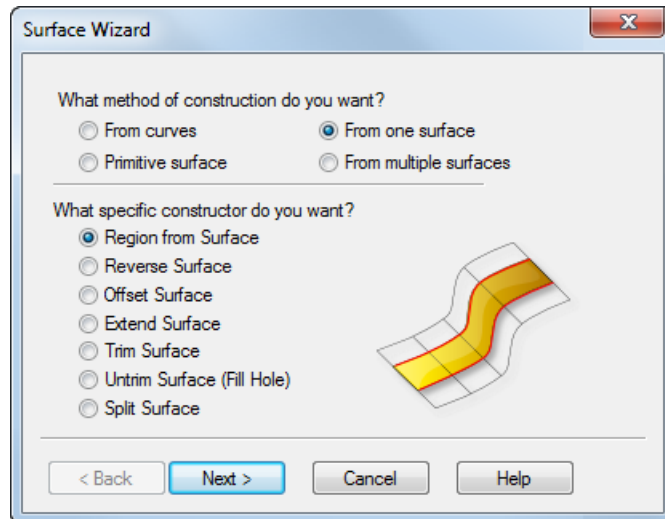 Surface Wizard
What method of construction do you want?
From curves From one surface
Primitive surface From multiple surfaces
What specific constructor do you want?
Region from Surface
Reverse Surface
Offset Surface
Extend Surface
Trim Surface
Untrim Surface (Fill Hole)
Split Surface
< Back Next > Cancel Help